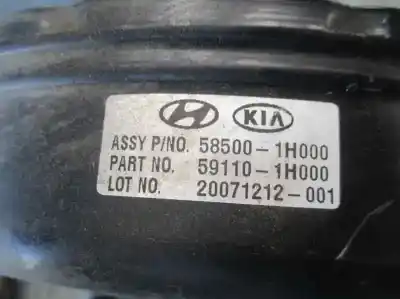 KIA
ASSY P/NO. 58500-1H000
PART NO. 59110-1H000
LOT NO. 20071212-001